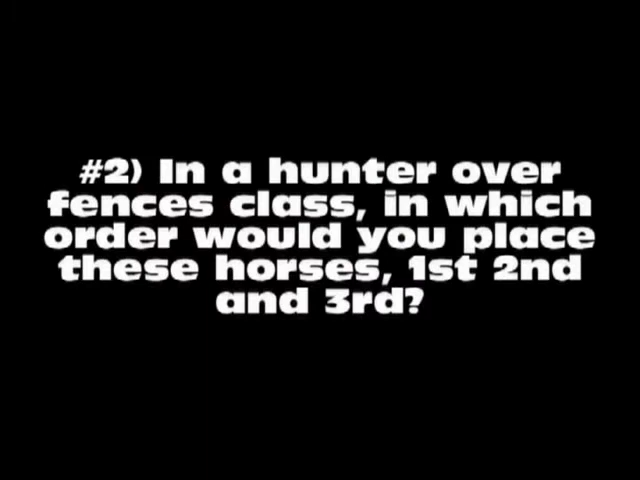 #2) In a hunter over
fences class, in which
order would you place
these horses, 1st 2nd
and 3rd?